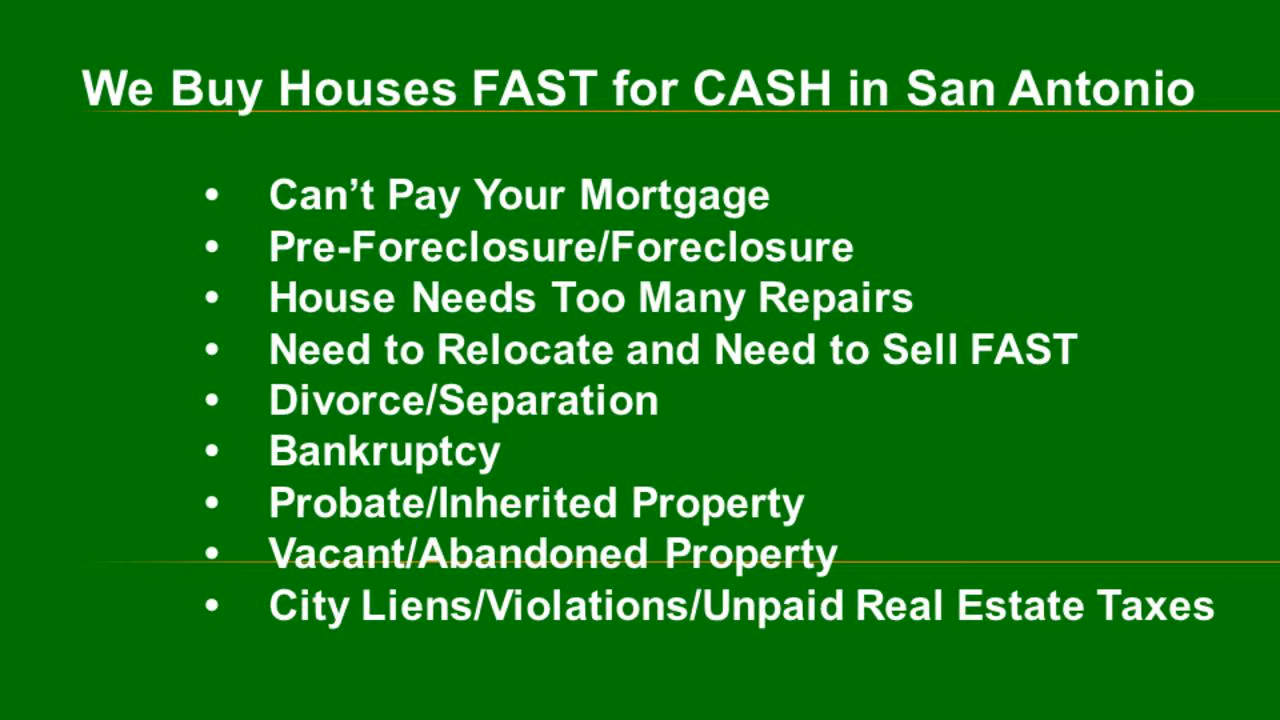 We Buy Houses FAST for CASH in San Antonio
• Can’t Pay Your Mortgage
• Pre-Foreclosure/Foreclosure
• House Needs Too Many Repairs
• Need to Relocate and Need to Sell FAST
• Divorce/Separation
• Bankruptcy
• Probate/Inherited Property
• Vacant/Abandoned Property
• City Liens/Violations/Unpaid Real Estate Taxes